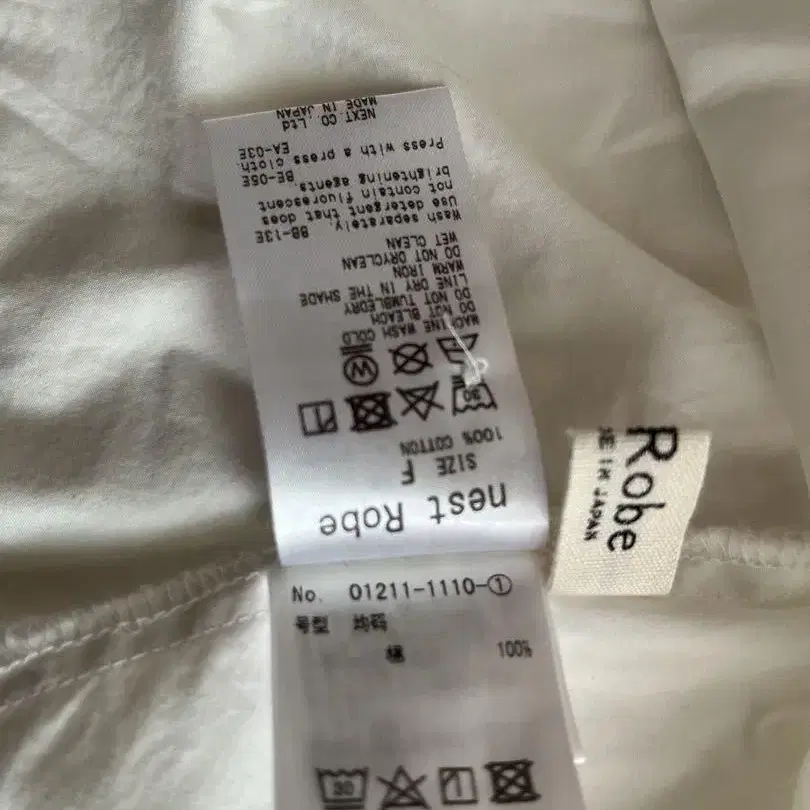 nest Robe
SIZE F
100% COTTON
30
W
MACHINE WASH COLD
DO NOT BLEACH
DO NOT TUMBLEDRY
LINE DRY IN THE SHADE
WARM IRON
DO NOT DRYCLEAN
WET CLEAN
BB-13E
Wash separately.
Use detergent that does
not contain fluorescent
brightening agents.
BE-05E
Press with a press cloth.
EA-03E
NEXT CO. Ltd
MADE IN JAPAN
No. 01211-1110-①
号型 均码
棉 100%
30
Robe
DE IN JAPAN